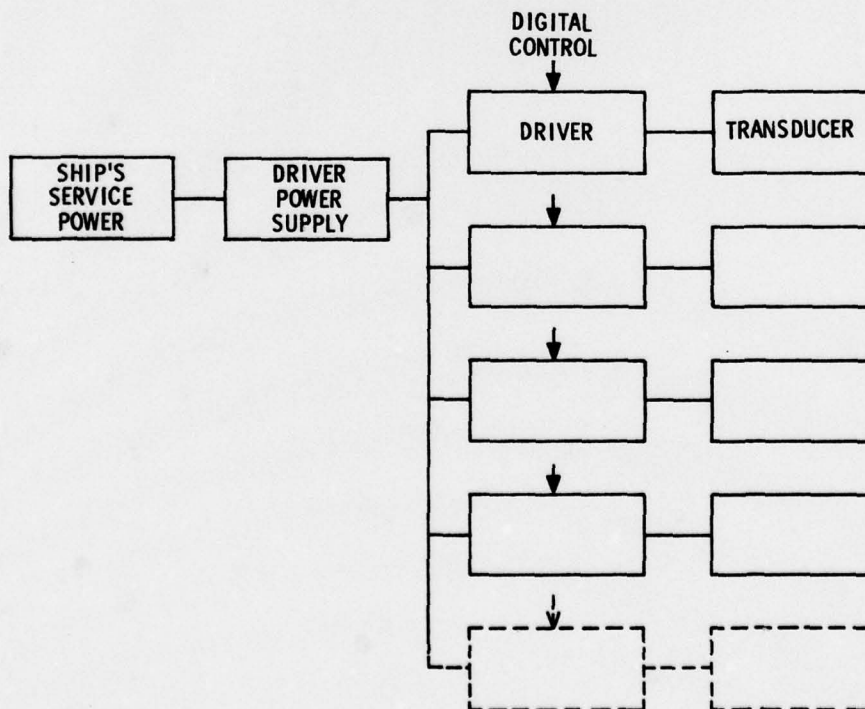 DIGITAL
CONTROL
DRIVER
TRANSDUCER
SHIP'S
SERVICE
POWER
DRIVER
POWER
SUPPLY